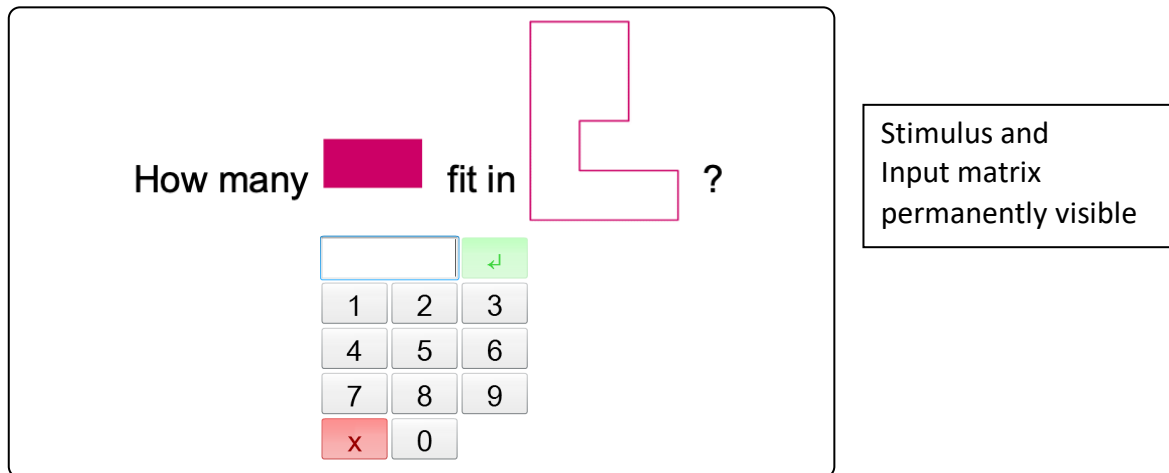 How many fit in ?
↵
1 2 3
4 5 6
7 8 9
x 0
Stimulus and
Input matrix
permanently visible